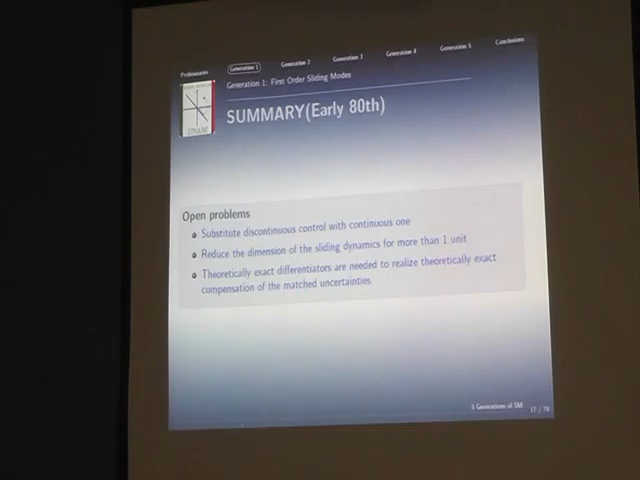 Preliminaries Generation 1 Generation 2 Generation 3 Generation 4 Generation 5 Conclusions
Generation 1: First Order Sliding Modes
UNAM
SUMMARY(Early 80th)
Open problems
Substitute discontinuous control with continuous one
Reduce the dimension of the sliding dynamics for more than 1 unit
Theoretically exact differentiators are needed to realize theoretically exact
compensation of the matched uncertainties
5 Generations of SM 17 / 78